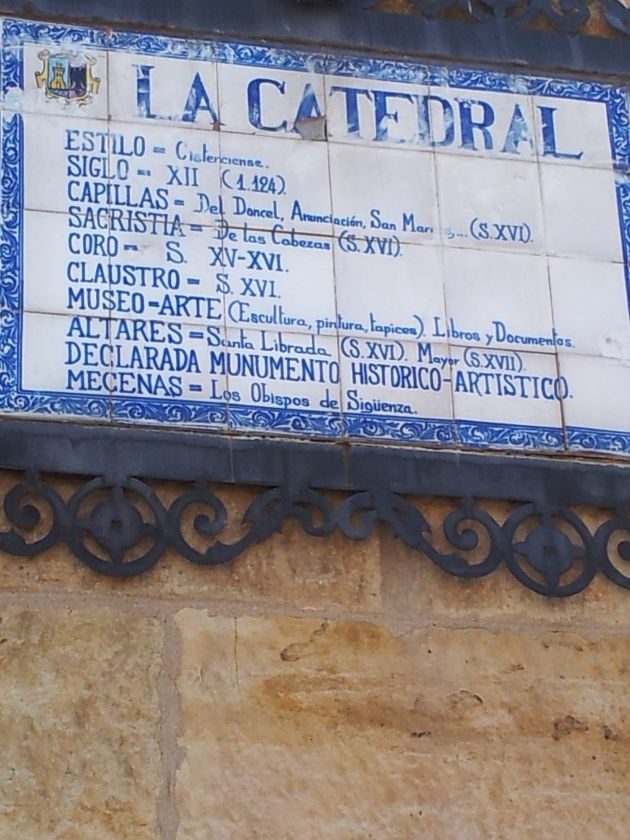 LA CATEDRAL
ESTILO = Cisterciense.
SIGLO = XII (1.124).
CAPILLAS = Del Doncel, Anunciación, San (S.XVI).
SACRISTIA = De las Cabezas (S.XVI).
CORO = S. XV-XVI.
CLAUSTRO = S. XVI.
MUSEO-ARTE (Escultura, pintura, tapices). Libros y Documentos.
ALTARES = Santa Librada (S.XVI). Mayor (S.XVII).
DECLARADA MUNUMENTO HISTORICO-ARTISTICO.
MECENAS = Los Obispos de Sigüenza.